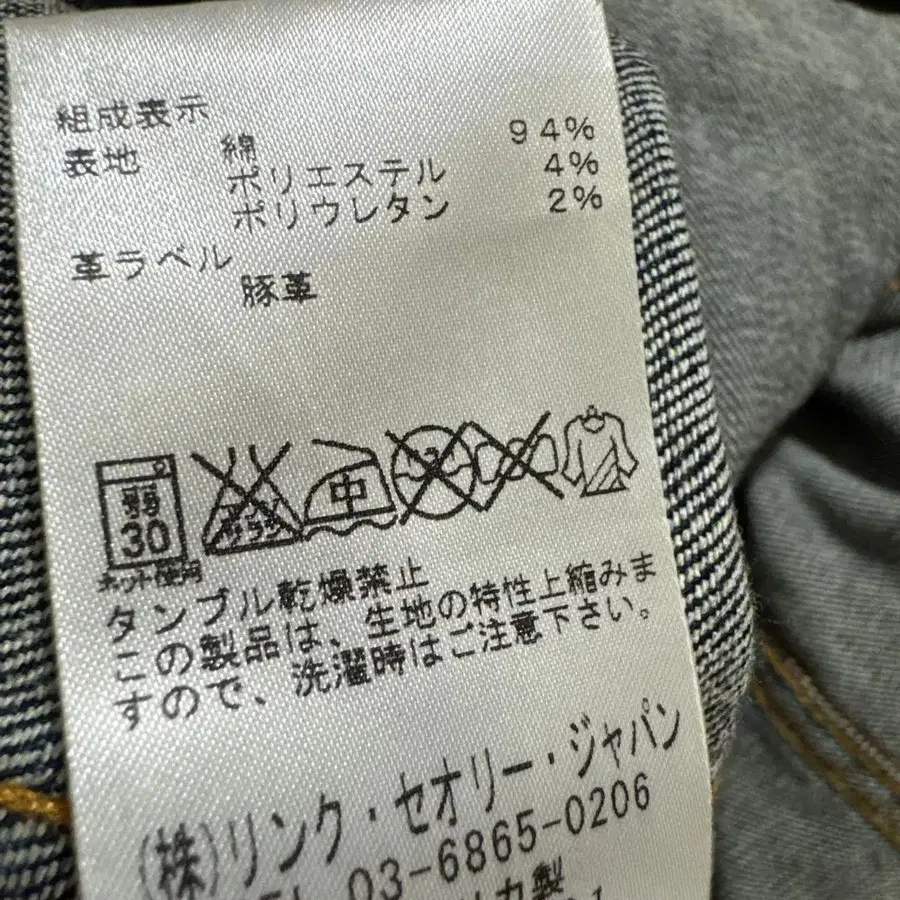 組成表示
表地 綿 94%
ポリエステル 4%
ポリウレタン 2%
革ラベル
豚革
弱
30
中
ネット使用
タンブル乾燥禁止
この製品は、生地の特性上縮みま
すので、洗濯時はご注意下さい。
(株)リンク・セオリー・ジャパン
TEL 03-6865-0206
カ製